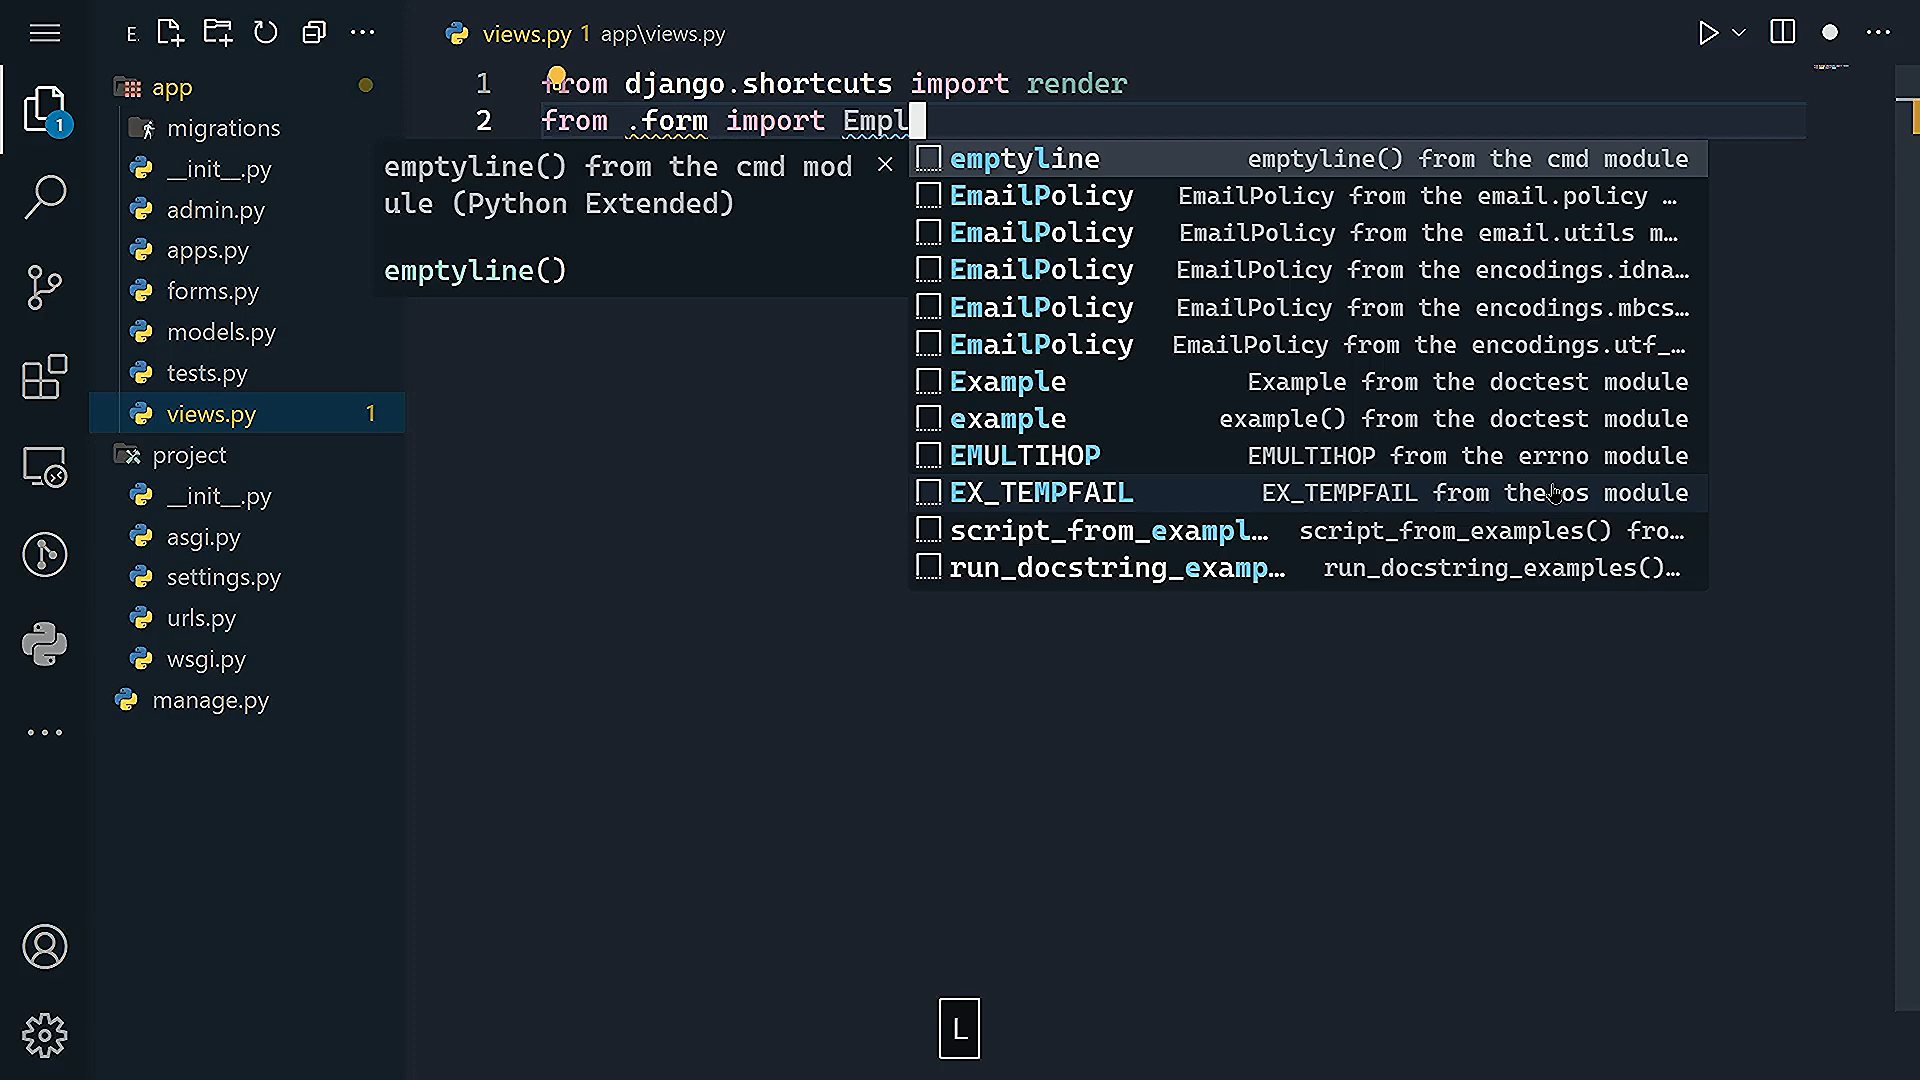 E.
views.py 1 app\views.py
app
migrations
__init__.py
admin.py
apps.py
forms.py
models.py
tests.py
views.py 1
project
__init__.py
asgi.py
settings.py
urls.py
wsgi.py
manage.py
1
1 from django.shortcuts import render
2 from .form import Empl
emptyline() from the cmd mod
ule (Python Extended)
emptyline()
emptyline emptyline() from the cmd module
EmailPolicy EmailPolicy from the email.policy …
EmailPolicy EmailPolicy from the email.utils m…
EmailPolicy EmailPolicy from the encodings.idna…
EmailPolicy EmailPolicy from the encodings.mbcs…
EmailPolicy EmailPolicy from the encodings.utf_…
Example Example from the doctest module
example example() from the doctest module
EMULTIHOP EMULTIHOP from the errno module
EX_TEMPFAIL EX_TEMPFAIL from the os module
script_from_exampl… script_from_examples() fro…
run_docstring_examp… run_docstring_examples()…
L